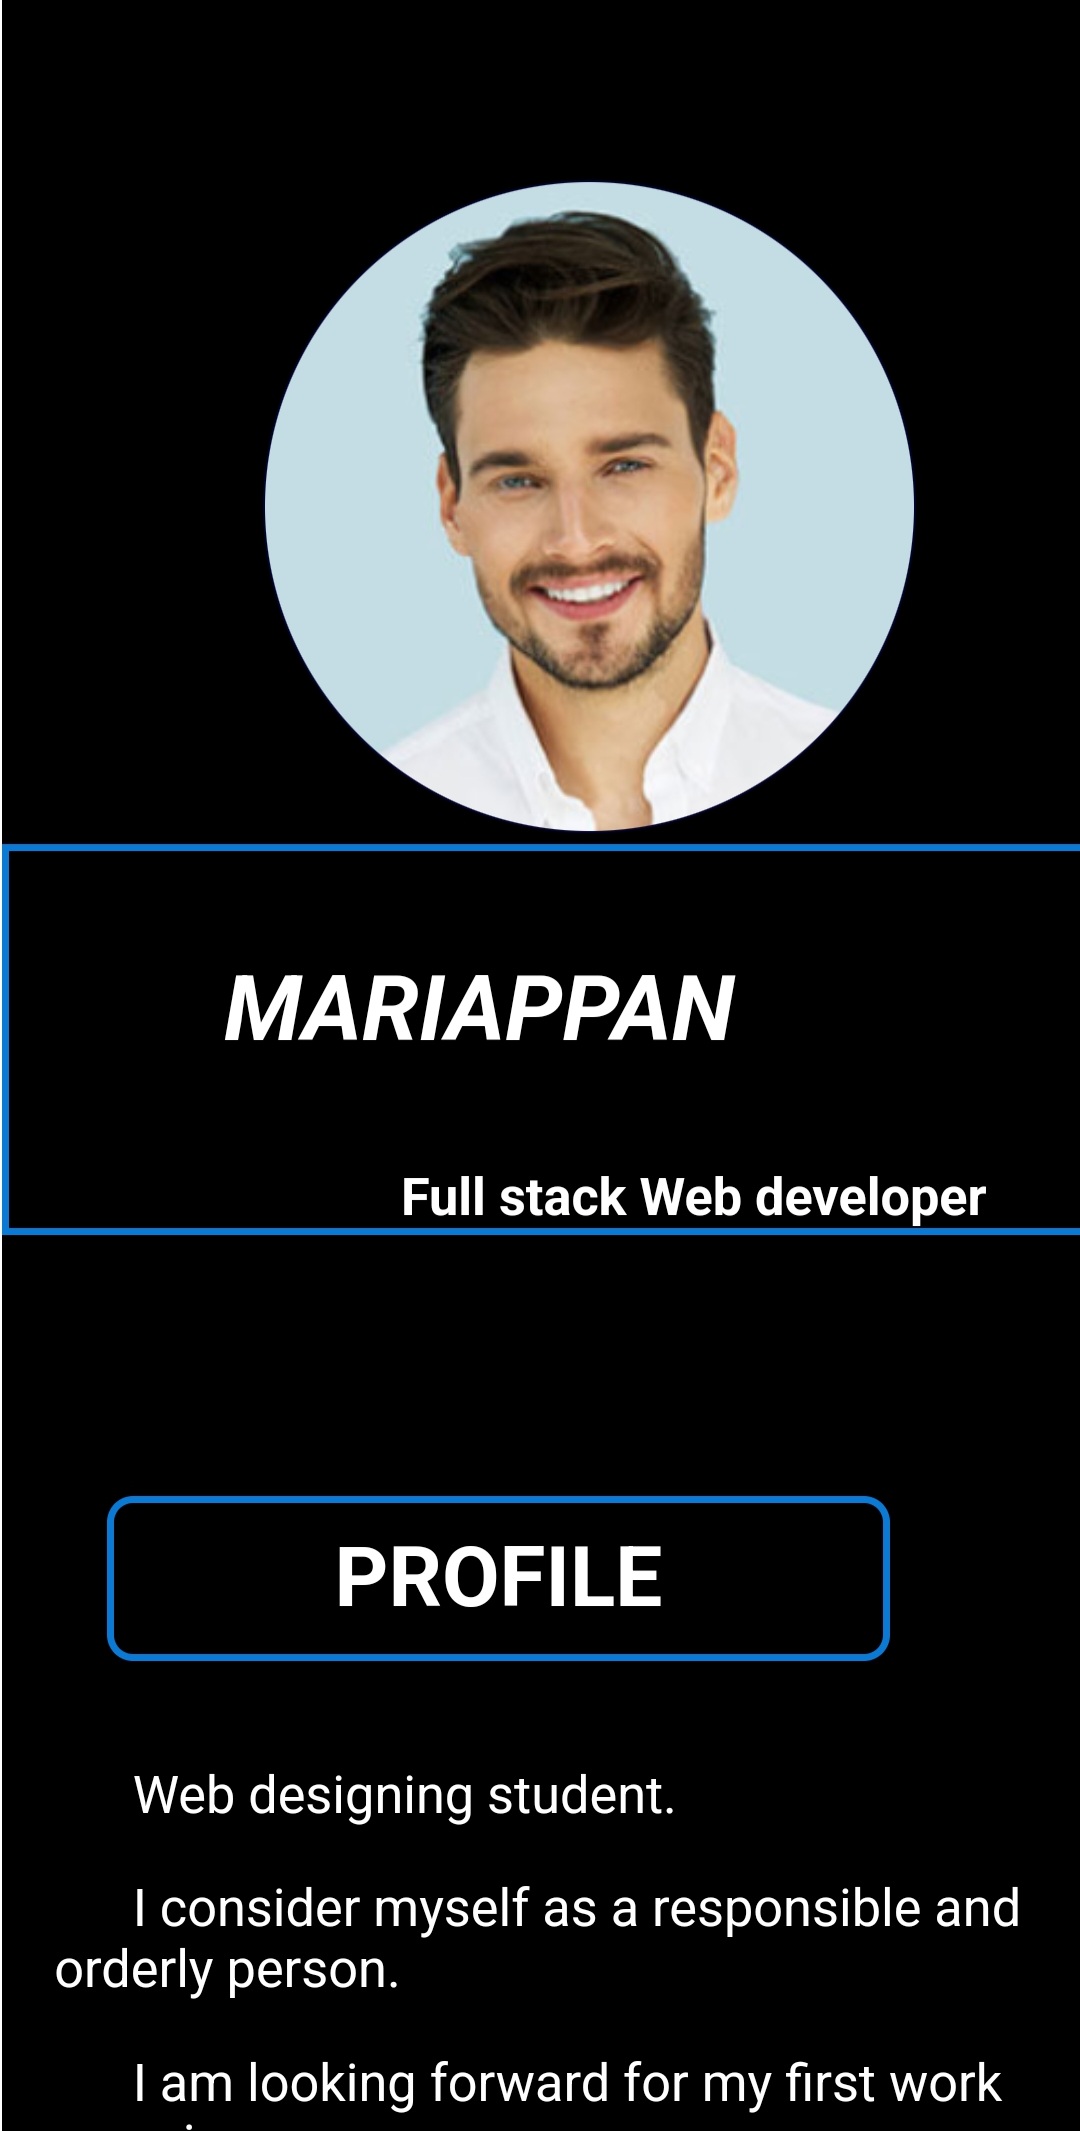 MARIAPPAN
Full stack Web developer
PROFILE
Web designing student.
I consider myself as a responsible and
orderly person.
I am looking forward for my first work